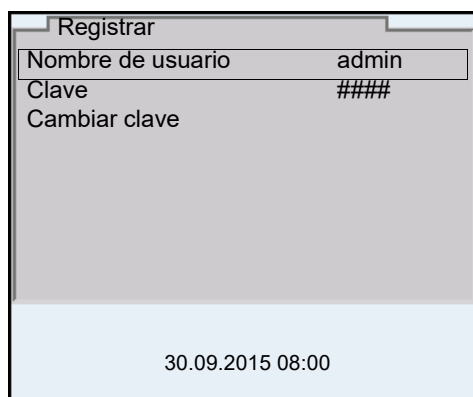 Registrar
Nombre de usuario admin
Clave ####
Cambiar clave
30.09.2015 08:00